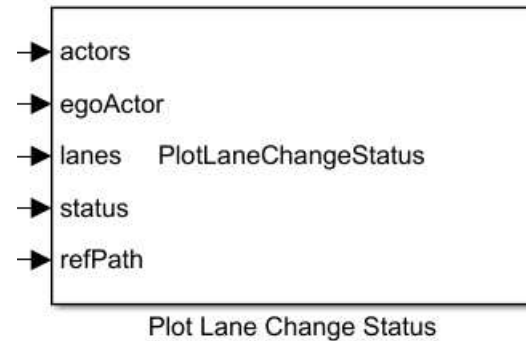 actors
egoActor
lanes PlotLaneChangeStatus
status
refPath
Plot Lane Change Status